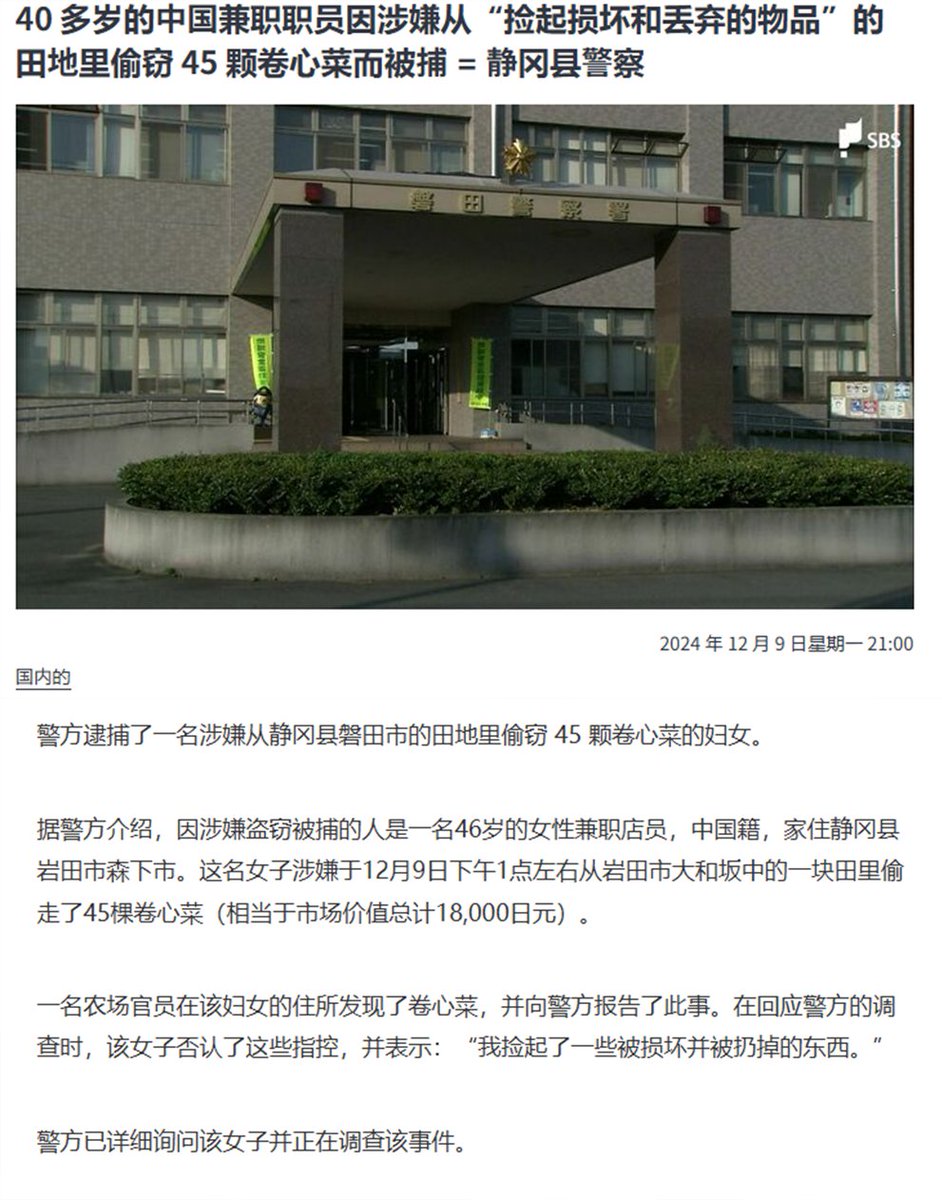 40 多岁的中国兼职职员因涉嫌从“捡起损坏和丢弃的物品”的
田地里偷窃 45 颗卷心菜而被捕 = 静冈县警察
SBS
磐田警察署
2024 年 12 月 9 日星期一 21:00
国内的
警方逮捕了一名涉嫌从静冈县磐田市的田地里偷窃 45 颗卷心菜的妇女。
据警方介绍，因涉嫌盗窃被捕的人是一名46岁的女性兼职店员，中国籍，家住静冈县
岩田市森下市。这名女子涉嫌于12月9日下午1点左右从岩田市大和坂中的一块田里偷
走了45棵卷心菜（相当于市场价值总计18,000日元）。
一名农场官员在该妇女的住所发现了卷心菜，并向警方报告了此事。在回应警方的调
查时，该女子否认了这些指控，并表示：“我捡起了一些被损坏并被扔掉的东西。”
警方已详细询问该女子并正在调查该事件。